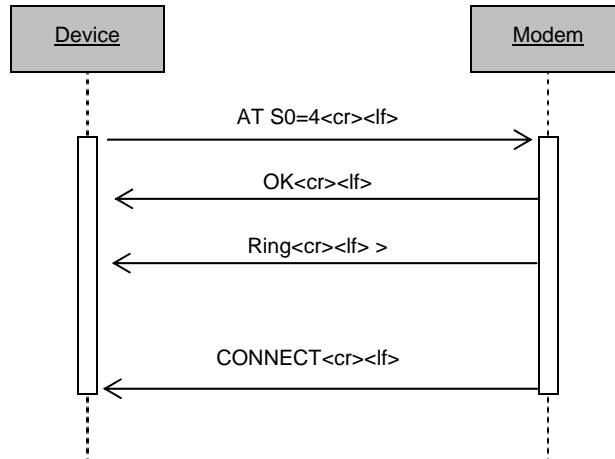 Device
Modem
AT S0=4<cr><lf>
OK<cr><lf>
Ring<cr><lf> >
CONNECT<cr><lf>